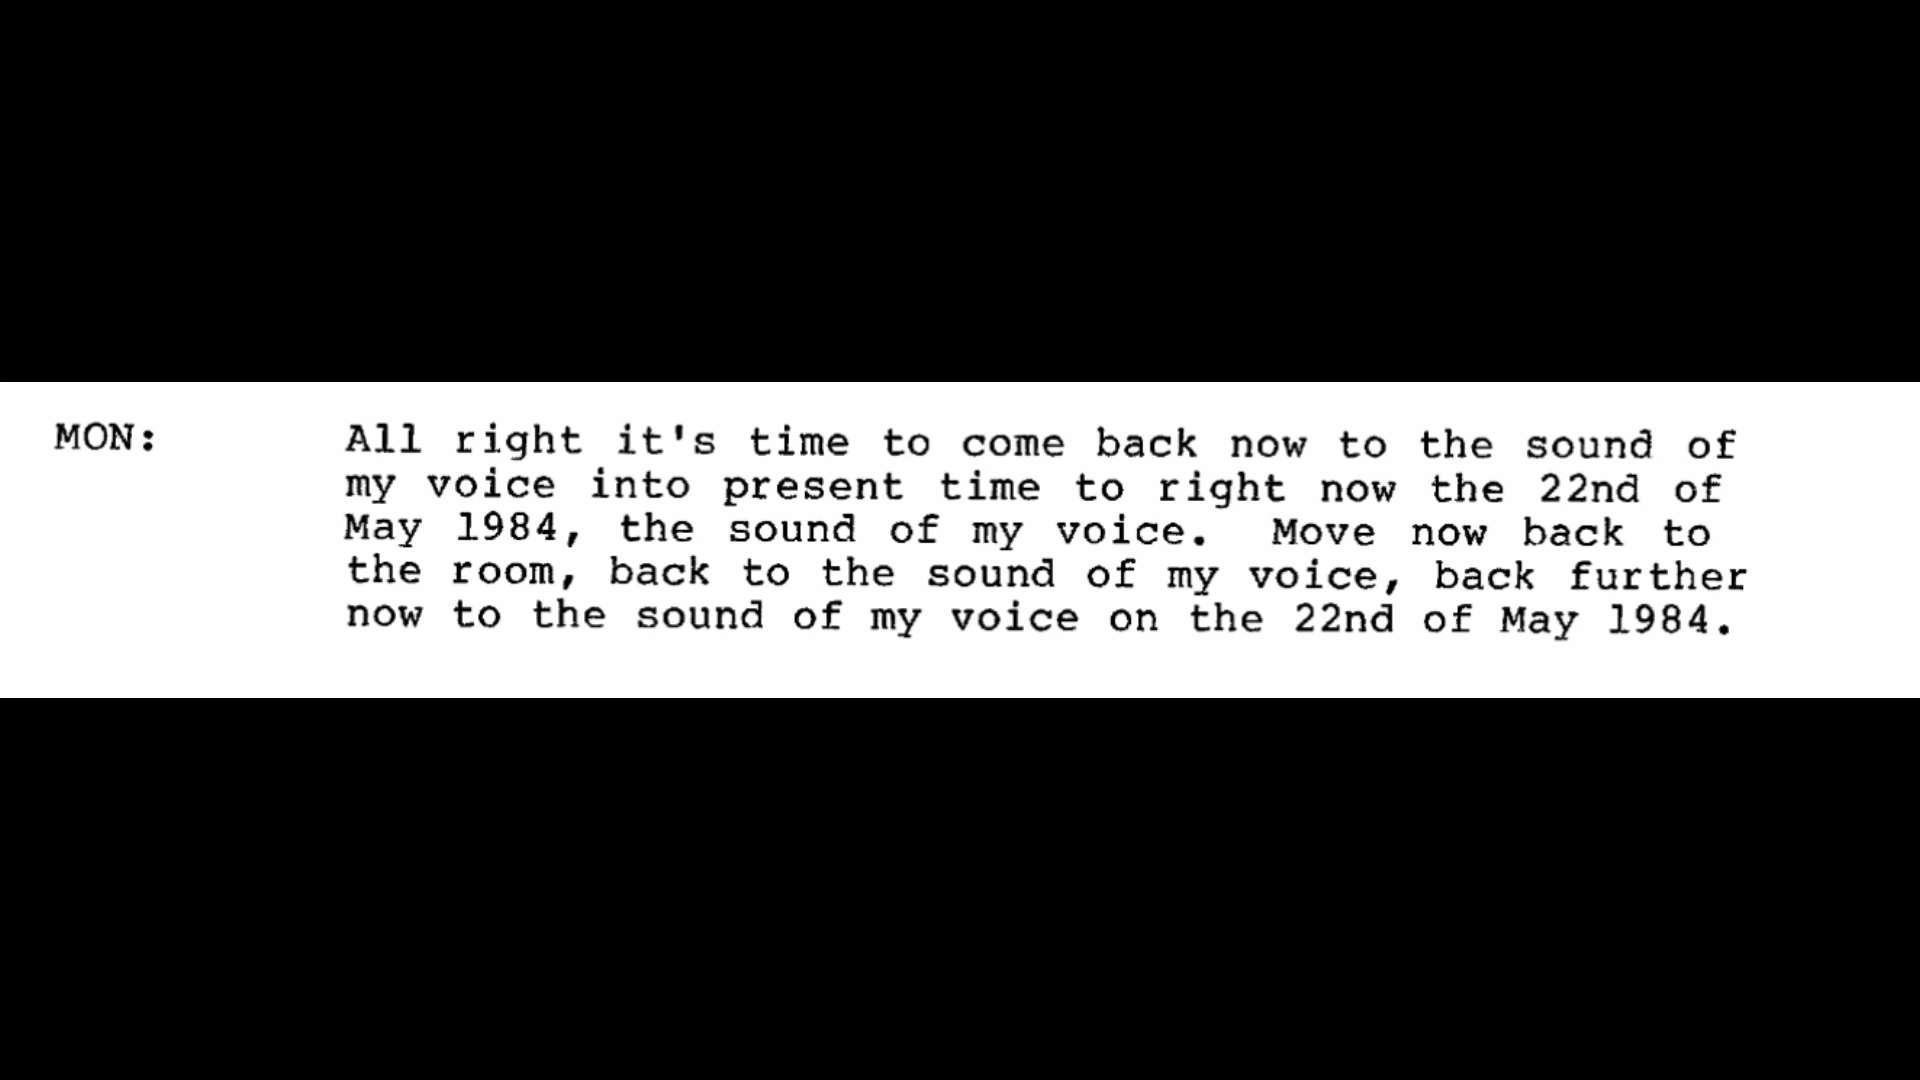 MON: All right it's time to come back now to the sound of
my voice into present time to right now the 22nd of
May 1984, the sound of my voice. Move now back to
the room, back to the sound of my voice, back further
now to the sound of my voice on the 22nd of May 1984.